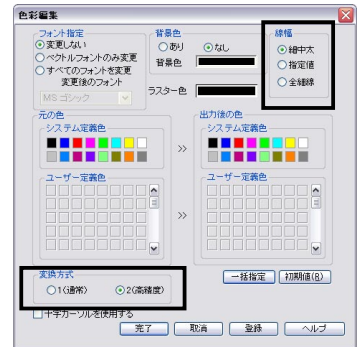 色彩編集
フォント指定
変更しない
ベクトルフォントのみ変更
すべてのフォントを変更
変更後のフォント
MS ゴシック
背景色
あり なし
背景色
ラスター色
線幅
細中太
指定値
全細線
元の色
システム定義色
ユーザー定義色
>>
>>
出力後の色
システム定義色
ユーザー定義色
変換方式
1(通常) 2(高精度)
一括指定 初期値(R)
十字カーソルを使用する
完了 取消 登録 ヘルプ